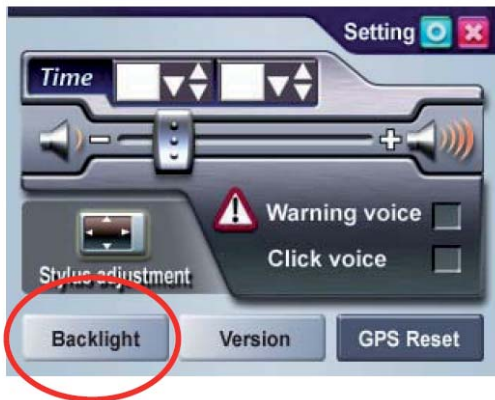 Setting
Time
Warning voice
Click voice
Stylus adjustment
Backlight
Version
GPS Reset